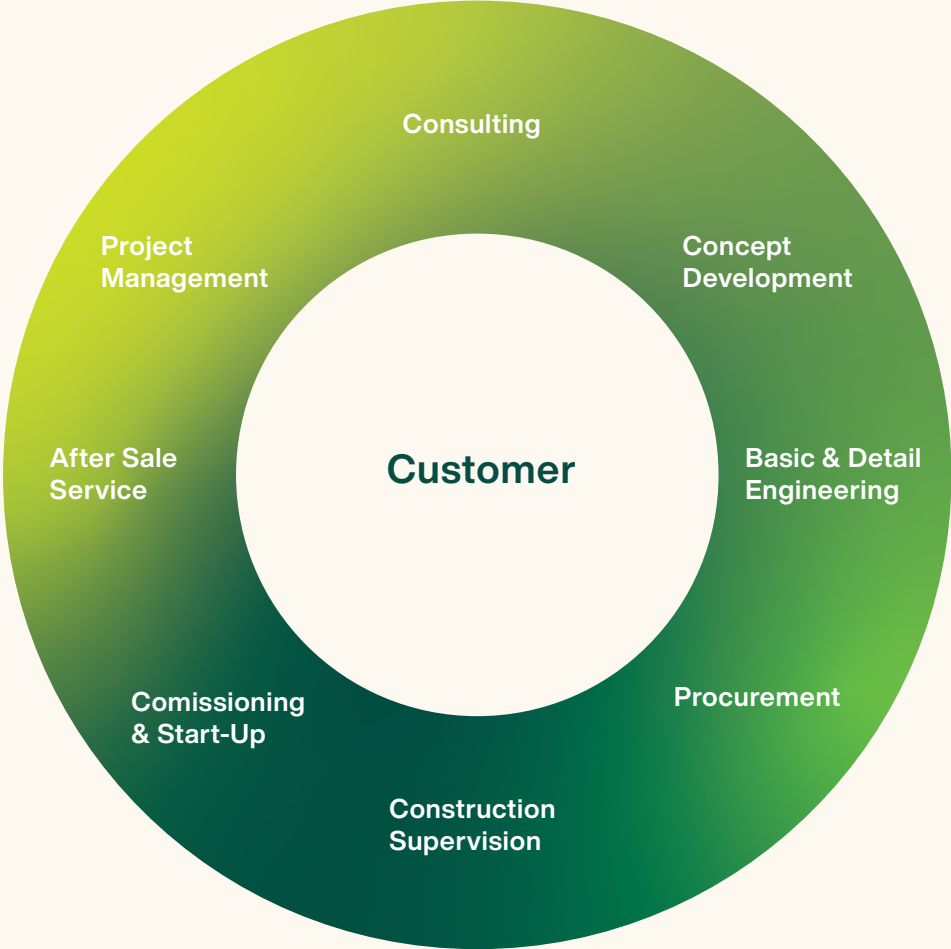 Consulting
Project
Management
Concept
Development
After Sale
Service
Customer
Basic & Detail
Engineering
Comissioning
& Start-Up
Procurement
Construction
Supervision